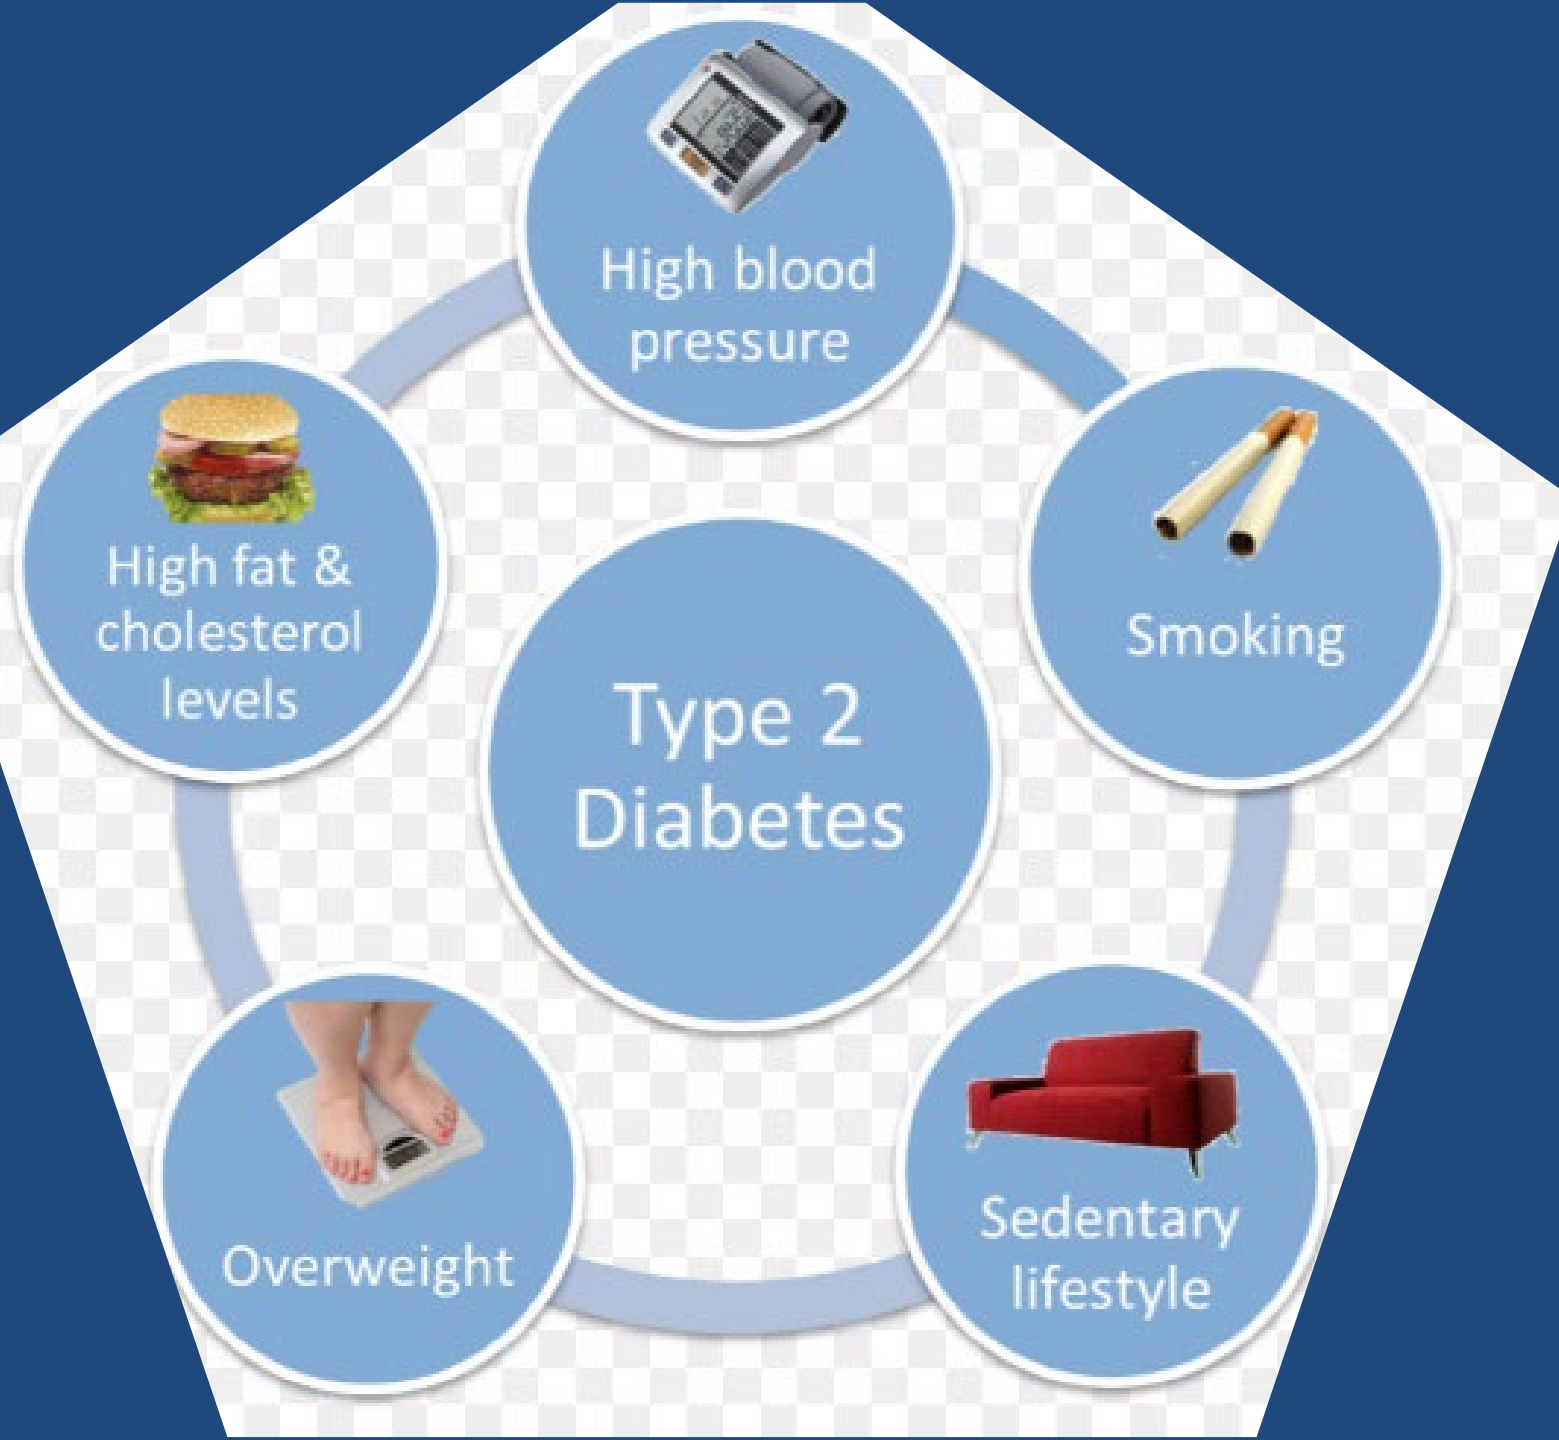 High blood
pressure
High fat &
cholesterol
levels
Smoking
Type 2
Diabetes
Overweight
Sedentary
lifestyle